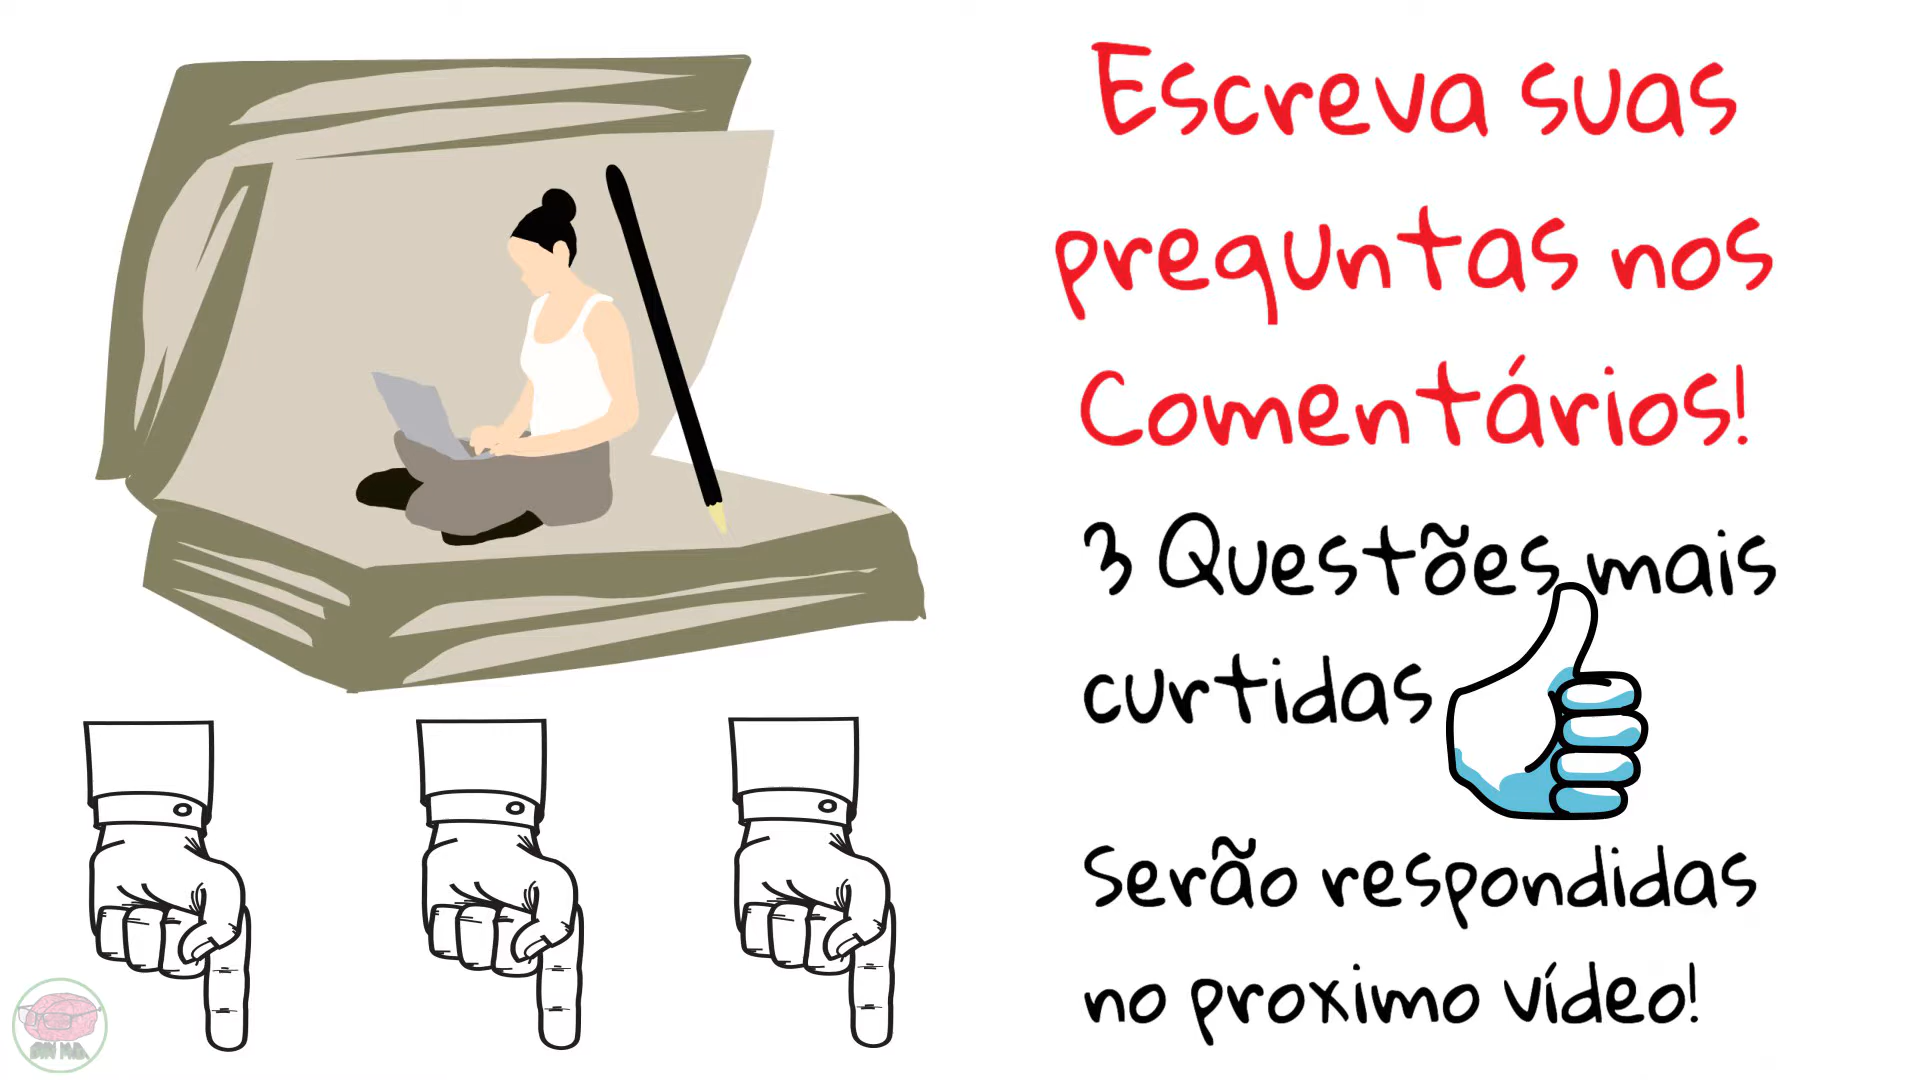 Escreva suas
preguntas nos
Comentários!
3 Questões mais
curtidas
Serão respondidas
no proximo vídeo!